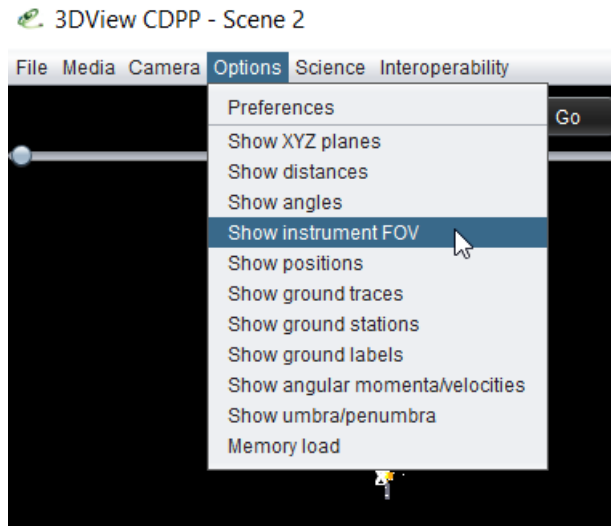 3DView CDPP - Scene 2
File Media Camera Options Science Interoperability
Preferences
Go
Show XYZ planes
Show distances
Show angles
Show instrument FOV
Show positions
Show ground traces
Show ground stations
Show ground labels
Show angular momenta/velocities
Show umbra/penumbra
Memory load